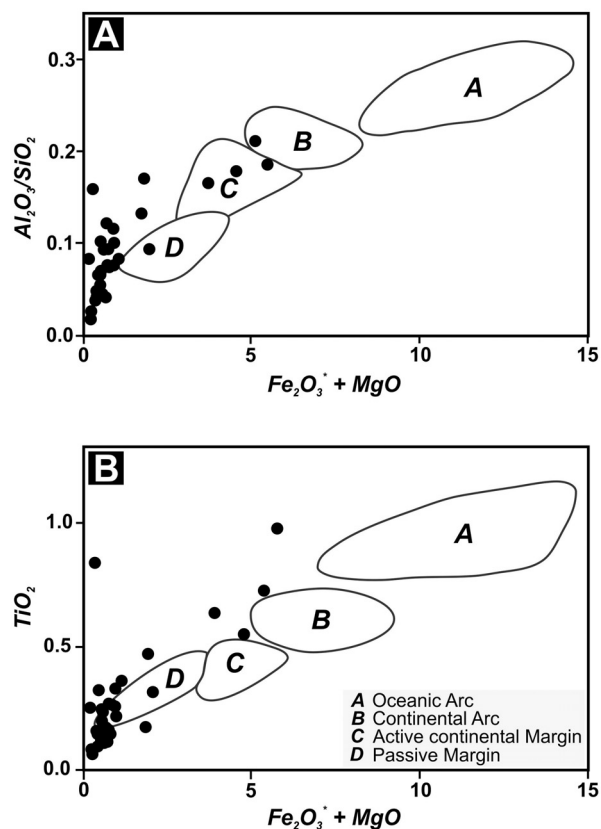 A
Al₂O₃/SiO₂
0.3
0.2
0.1
0.0
A
B
C
D
0 5 10 15
Fe₂O₃* + MgO
B
TiO₂
1.0
0.5
0
A
B
C
D
A Oceanic Arc
B Continental Arc
C Active continental Margin
D Passive Margin
0 5 10 15
Fe₂O₃* + MgO